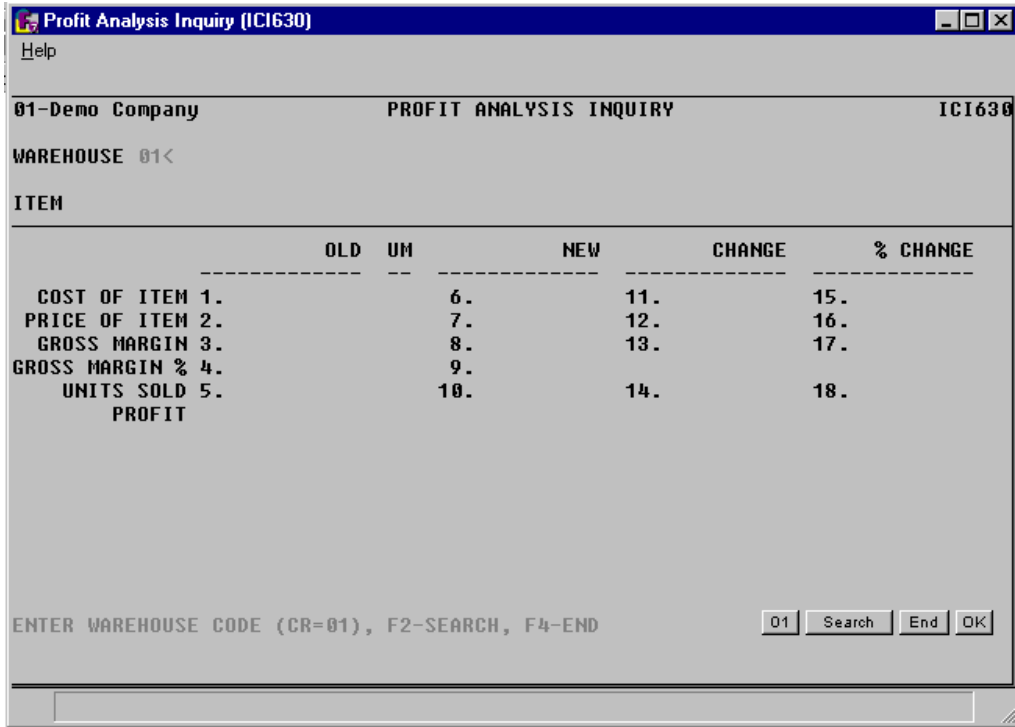 Profit Analysis Inquiry (ICI630)
Help
01-Demo Company PROFIT ANALYSIS INQUIRY ICI630
WAREHOUSE 01<
ITEM
OLD UM NEW CHANGE % CHANGE
------------- -- ------------- ------------- -------------
COST OF ITEM 1. 6. 11. 15.
PRICE OF ITEM 2. 7. 12. 16.
GROSS MARGIN 3. 8. 13. 17.
GROSS MARGIN % 4. 9.
UNITS SOLD 5. 10. 14. 18.
PROFIT
ENTER WAREHOUSE CODE (CR=01), F2-SEARCH, F4-END 01 Search End OK